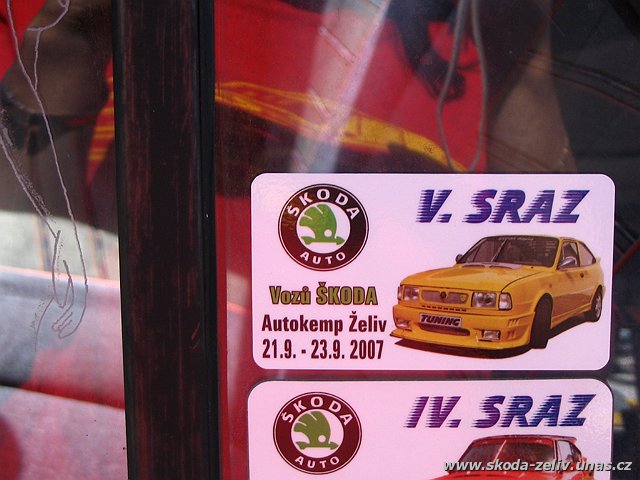 ŠKODA
AUTO
V. SRAZ
Vozů ŠKODA
Autokemp Želiv
21.9. - 23.9. 2007
TUNING
ŠKODA
AUTO
IV. SRAZ
www.skoda-zeliv.unas.cz